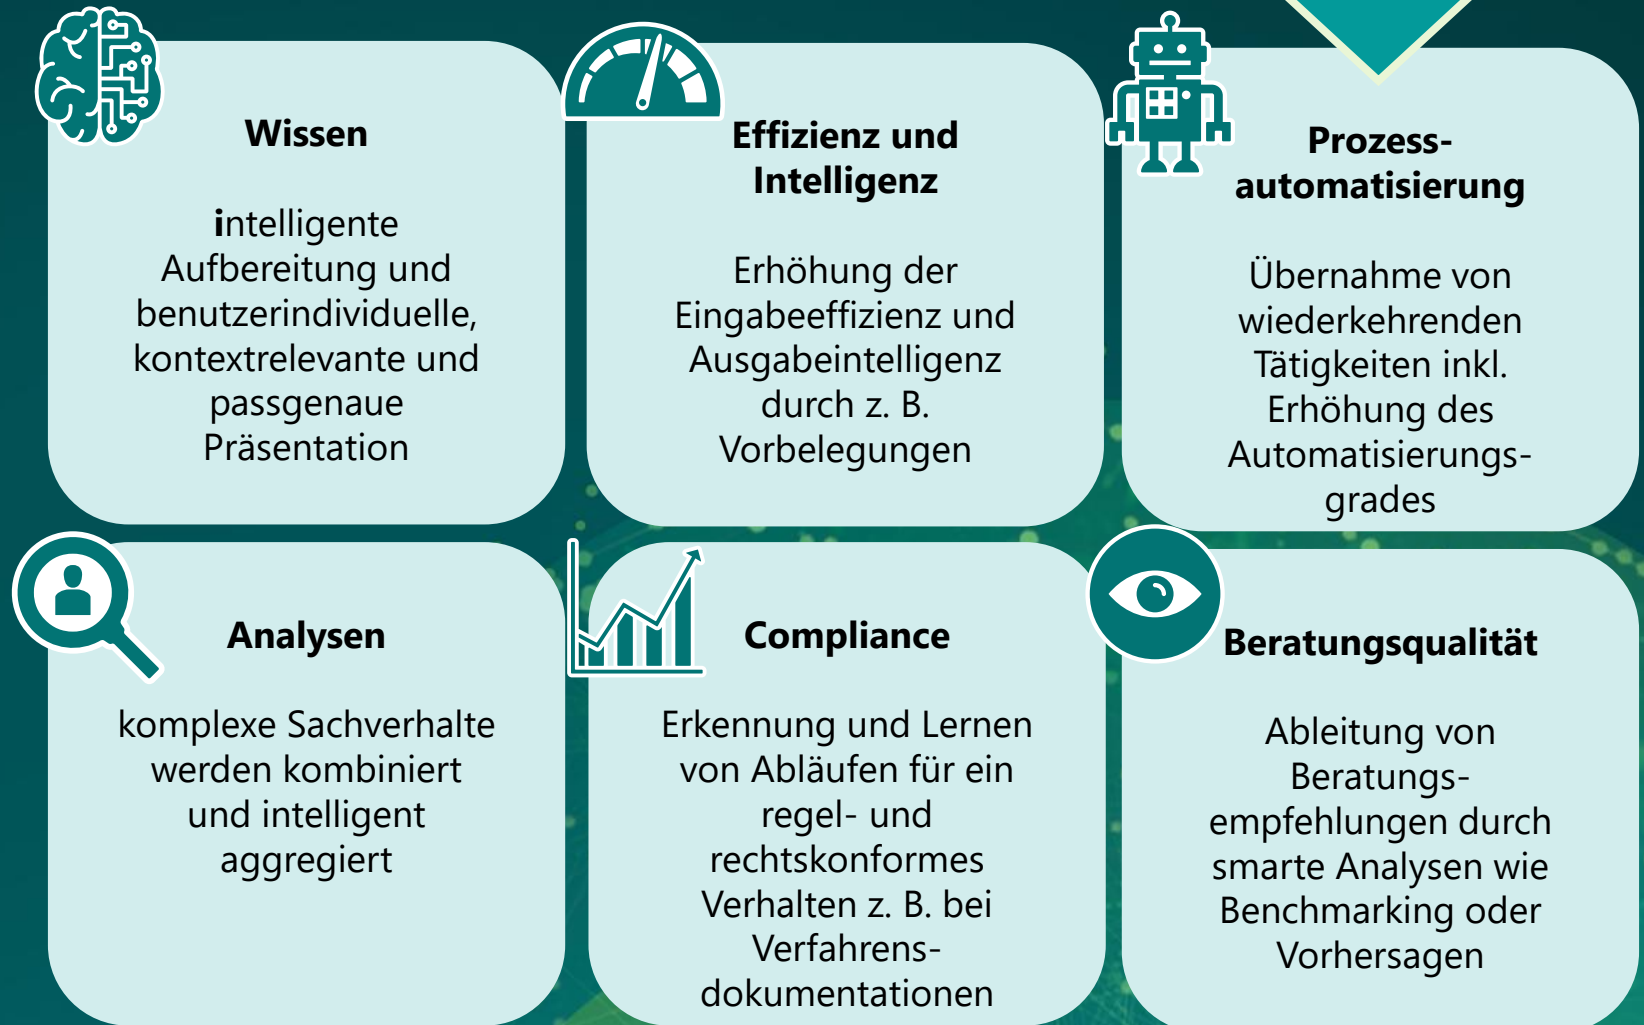 Wissen
intelligente
Aufbereitung und
benutzerindividuelle,
kontextrelevante und
passgenaue
Präsentation
Effizienz und
Intelligenz
Erhöhung der
Eingabeeffizienz und
Ausgabeintelligenz
durch z. B.
Vorbelegungen
Prozess-
automatisierung
Übernahme von
wiederkehrenden
Tätigkeiten inkl.
Erhöhung des
Automatisierungs-
grades
Analysen
komplexe Sachverhalte
werden kombiniert
und intelligent
aggregiert
Compliance
Erkennung und Lernen
von Abläufen für ein
regel- und
rechtskonformes
Verhalten z. B. bei
Verfahrens-
dokumentationen
Beratungsqualität
Ableitung von
Beratungs-
empfehlungen durch
smarte Analysen wie
Benchmarking oder
Vorhersagen